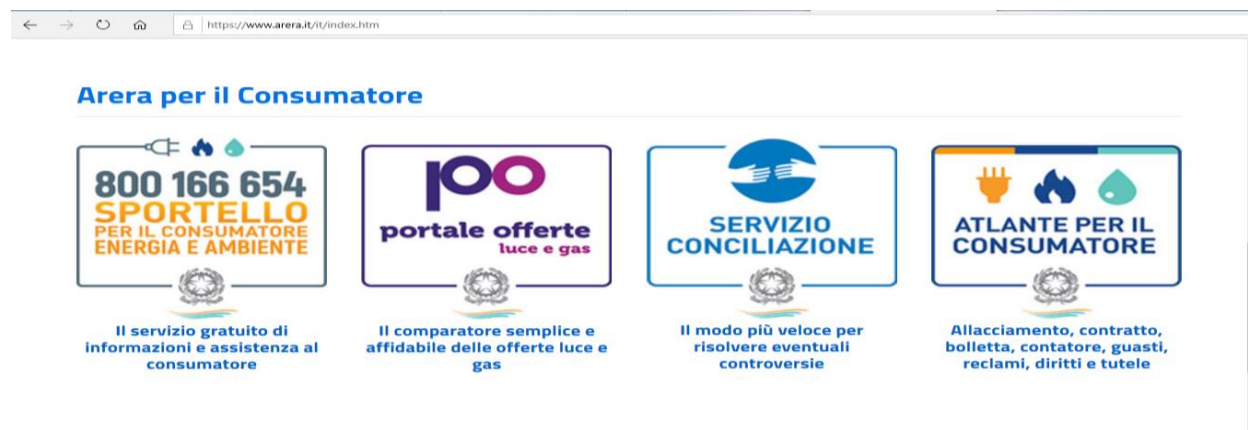 https://www.arera.it/it/index.htm
Arera per il Consumatore
800 166 654
SPORTELLO
PER IL CONSUMATORE
ENERGIA E AMBIENTE
Il servizio gratuito di
informazioni e assistenza al
consumatore
po
portale offerte
luce e gas
Il comparatore semplice e
affidabile delle offerte luce e
gas
SERVIZIO
CONCILIAZIONE
Il modo più veloce per
risolvere eventuali
controversie
ATLANTE PER IL
CONSUMATORE
Allacciamento, contratto,
bolletta, contatore, guasti,
reclami, diritti e tutele